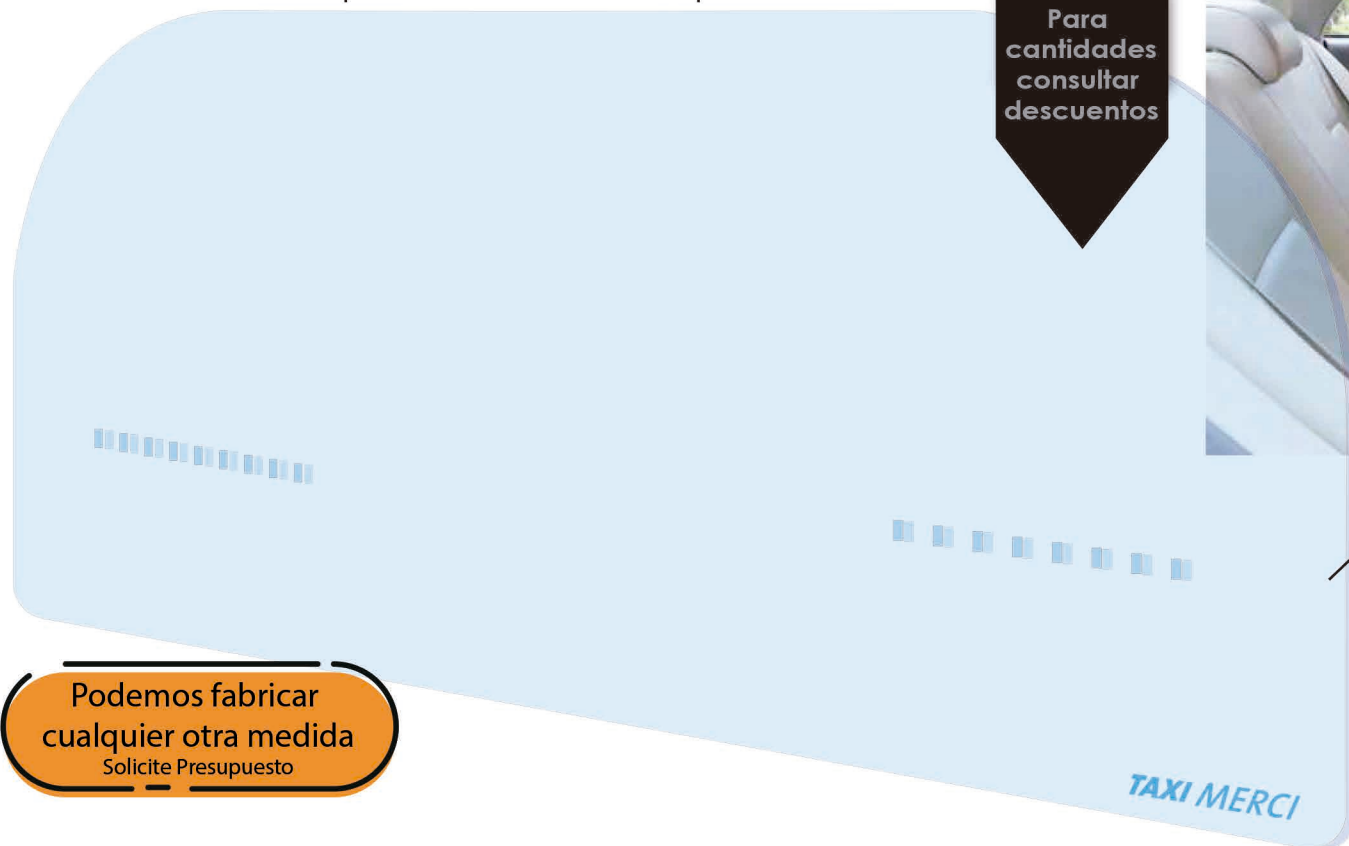 Para
cantidades
consultar
descuentos
Podemos fabricar
cualquier otra medida
Solicite Presupuesto
TAXI MERCI